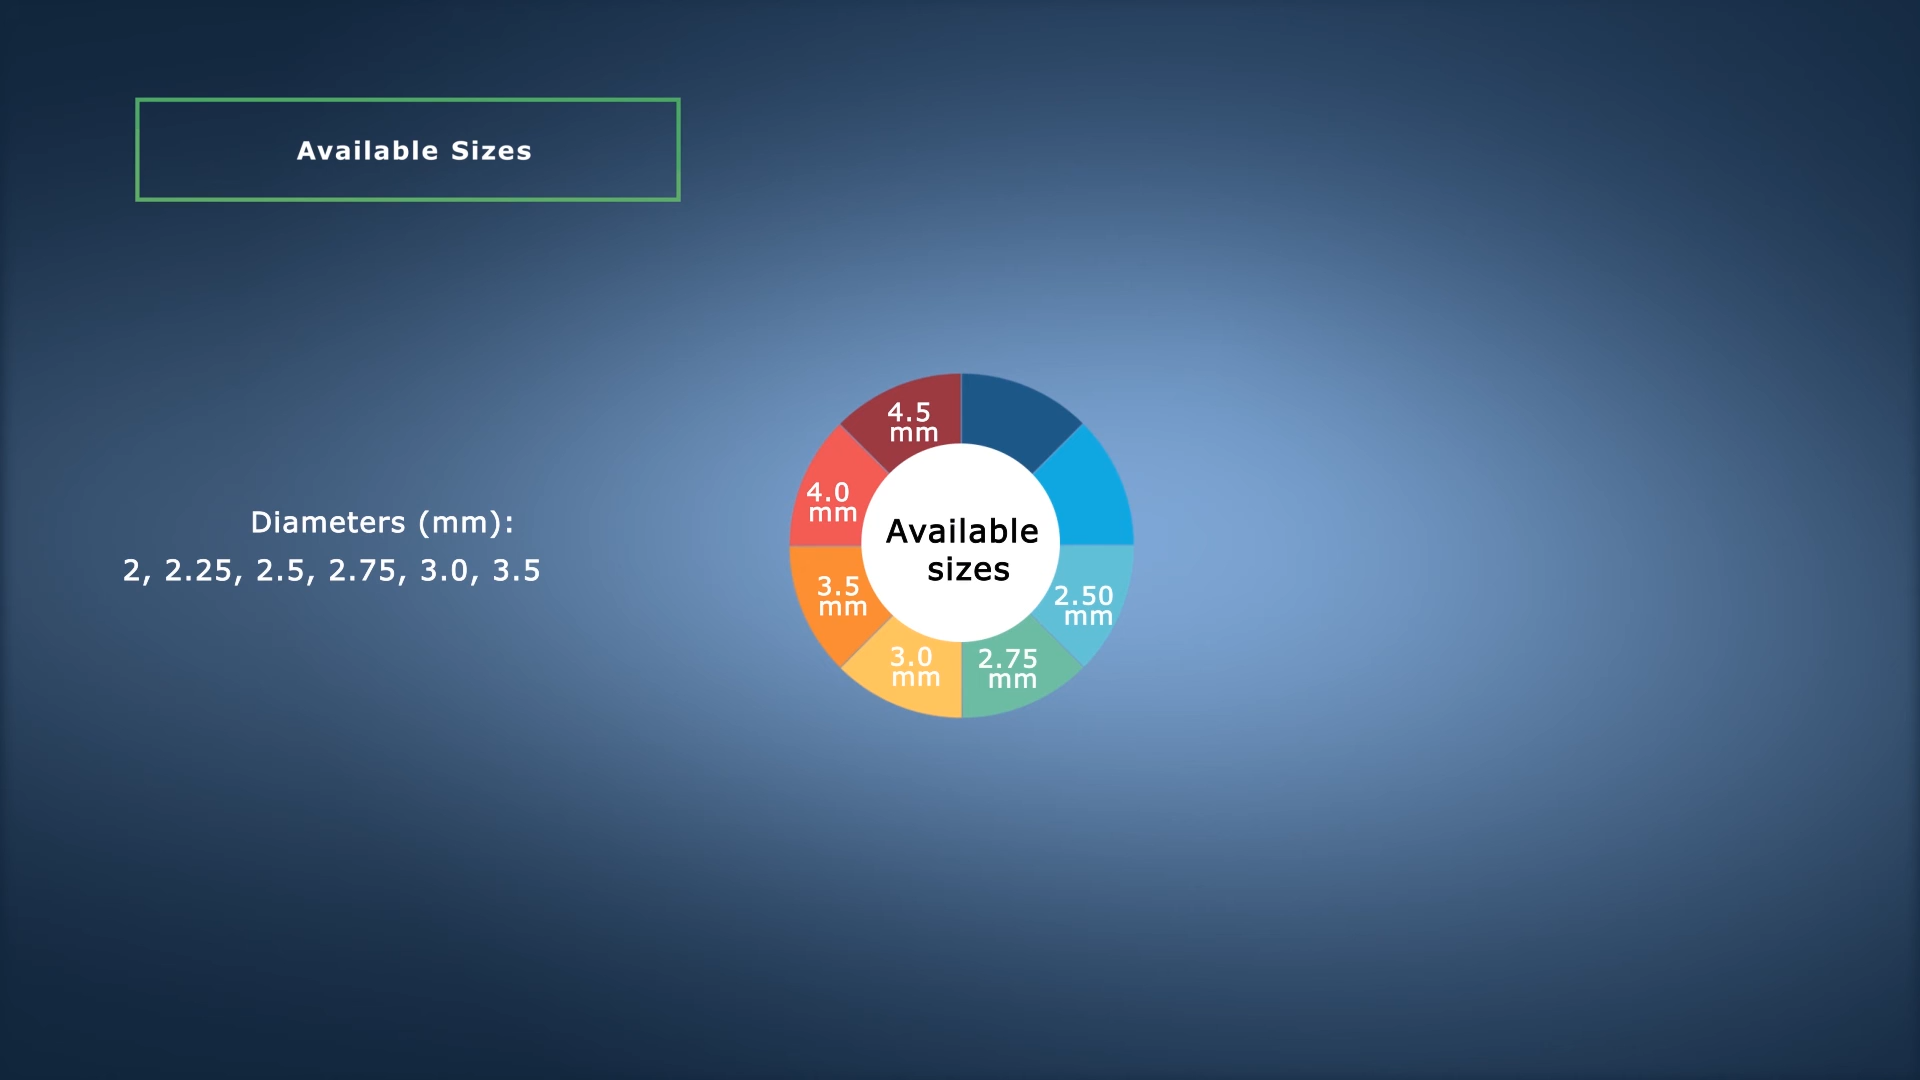 Available Sizes
Diameters (mm):
2, 2.25, 2.5, 2.75, 3.0, 3.5
4.5
mm
4.0
mm
3.5
mm
3.0
mm
2.75
mm
2.50
mm
Available
sizes